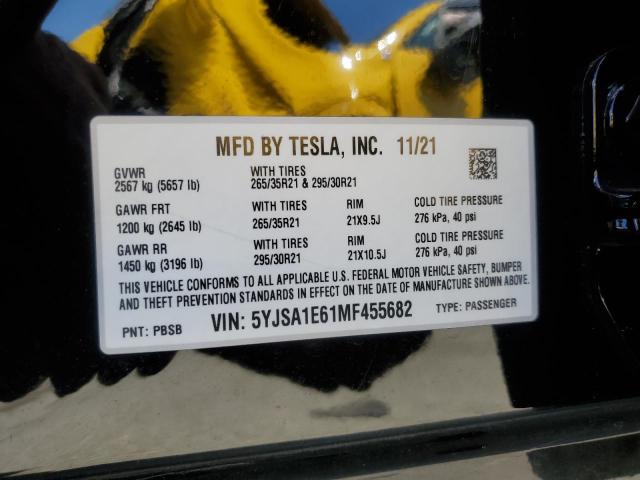 MFD BY TESLA, INC. 11/21
GVWR WITH TIRES
2567 kg (5657 lb) 265/35R21 & 295/30R21
GAWR FRT WITH TIRES RIM COLD TIRE PRESSURE
1200 kg (2645 lb) 265/35R21 21X9.5J 276 kPa, 40 psi
GAWR RR WITH TIRES RIM COLD TIRE PRESSURE
1450 kg (3196 lb) 295/30R21 21X10.5J 276 kPa, 40 psi
THIS VEHICLE CONFORMS TO ALL APPLICABLE U.S. FEDERAL MOTOR VEHICLE SAFETY, BUMPER
AND THEFT PREVENTION STANDARDS IN EFFECT ON THE DATE OF MANUFACTURE SHOWN ABOVE.
PNT: PBSB VIN: 5YJSA1E61MF455682 TYPE: PASSENGER